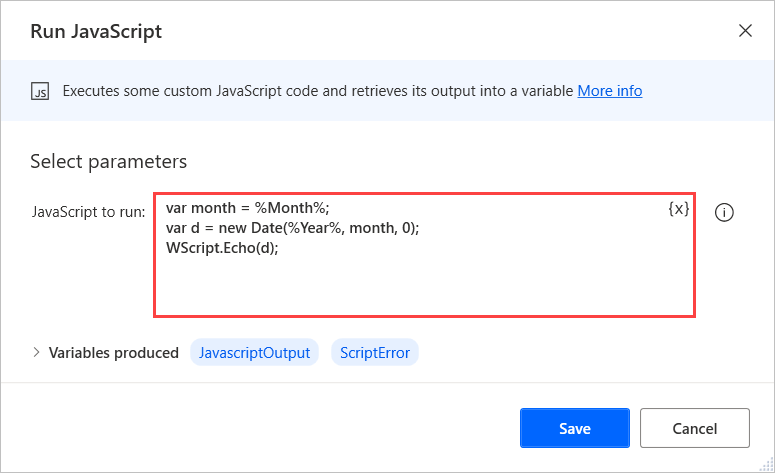 Run JavaScript
JS Executes some custom JavaScript code and retrieves its output into a variable More info
Select parameters
JavaScript to run:
var month = %Month%;
{x}
var d = new Date(%Year%, month, 0);
WScript.Echo(d);
Variables produced JavascriptOutput ScriptError
Save Cancel